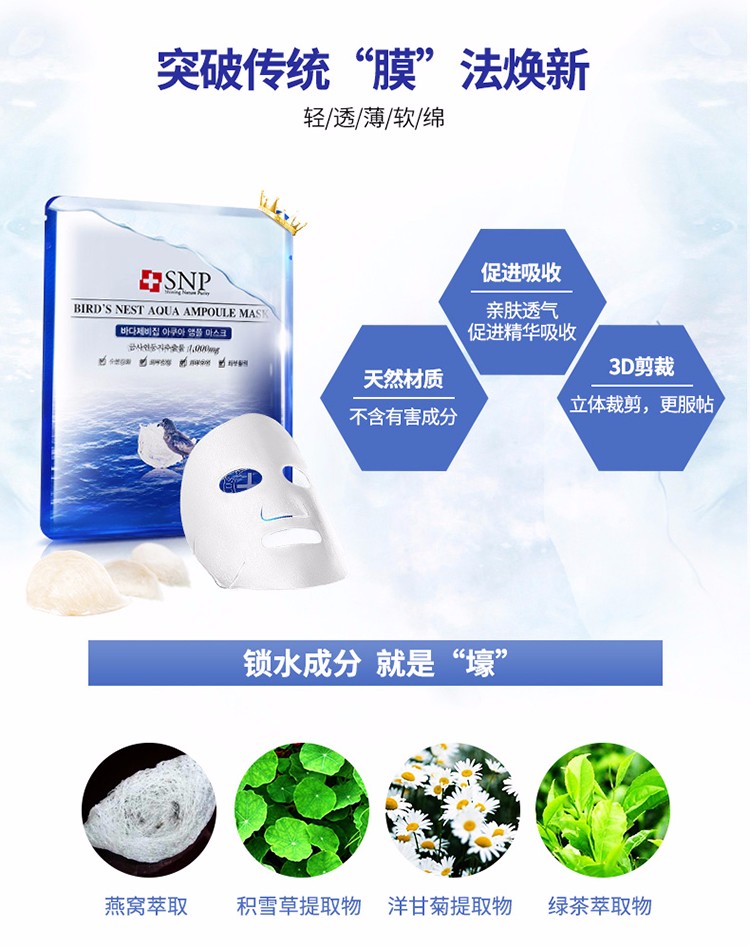 突破传统“膜”法焕新
轻/透/薄/软/绵
SNP
Shining Nature Purity
BIRD'S NEST AQUA AMPOULE MASK
바다제비집 아쿠아 앰플 마스크
促进吸收
亲肤透气
促进精华吸收
天然材质
不含有害成分
3D剪裁
立体裁剪，更服帖
锁水成分 就是“壕”
燕窝萃取
积雪草提取物
洋甘菊提取物
绿茶萃取物